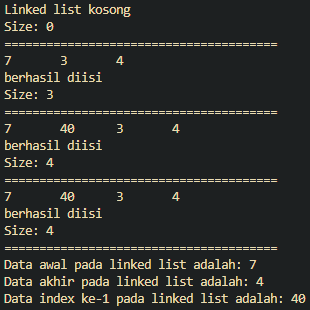 Linked list kosong
Size: 0
=======================================
7	3	4
berhasil diisi
Size: 3
=======================================
7	40	3	4
berhasil diisi
Size: 4
=======================================
7	40	3	4
berhasil diisi
Size: 4
=======================================
Data awal pada linked list adalah: 7
Data akhir pada linked list adalah: 4
Data index ke-1 pada linked list adalah: 40